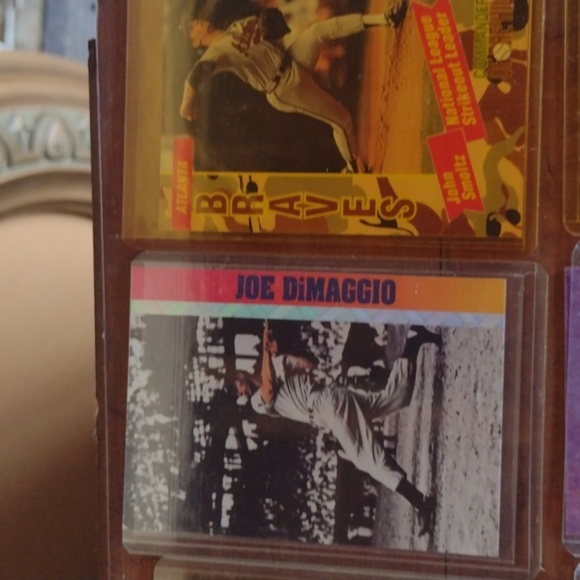 National League
Strikeout Leader
John
Smoltz
ATLANTA
BRAVES
JOE DiMAGGIO